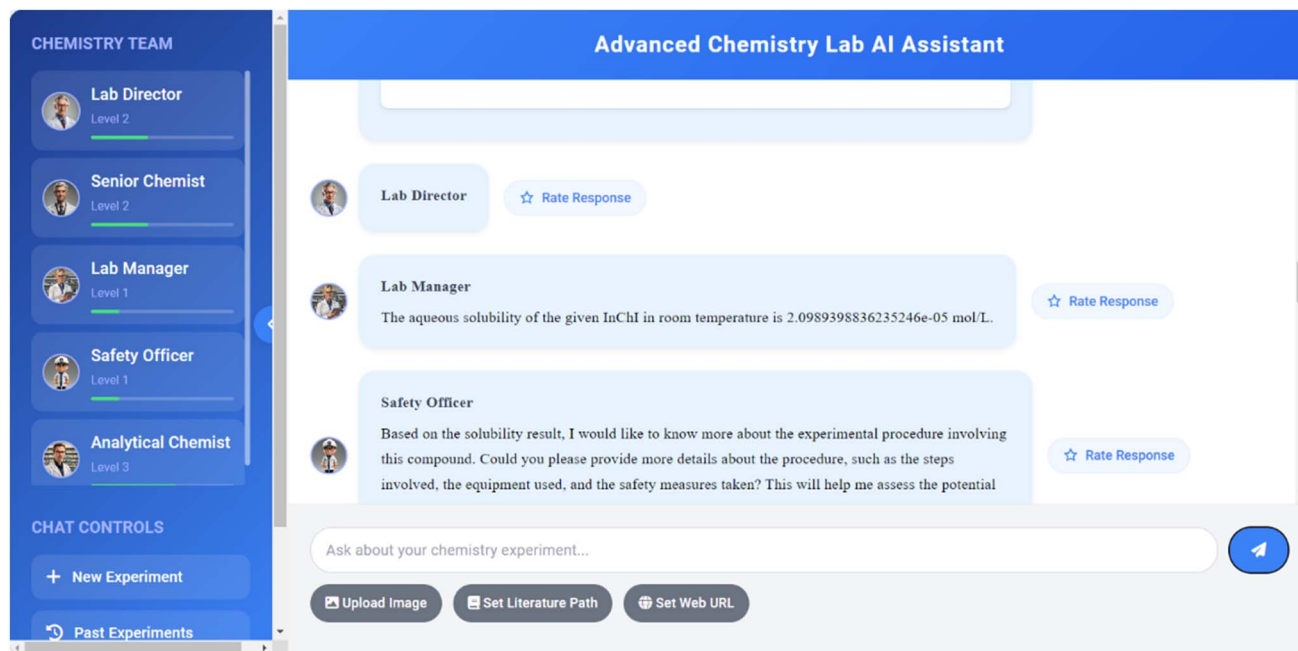 CHEMISTRY TEAM
Lab Director
Level 2
Senior Chemist
Level 2
Lab Manager
Level 1
Safety Officer
Level 1
Analytical Chemist
Level 3
CHAT CONTROLS
+ New Experiment
Past Experiments
Advanced Chemistry Lab AI Assistant
Lab Director
Rate Response
Lab Manager
The aqueous solubility of the given InChI in room temperature is 2.0989398836235246e-05 mol/L.
Rate Response
Safety Officer
Based on the solubility result, I would like to know more about the experimental procedure involving
this compound. Could you please provide more details about the procedure, such as the steps
involved, the equipment used, and the safety measures taken? This will help me assess the potential
Rate Response
Ask about your chemistry experiment...
Upload Image
Set Literature Path
Set Web URL